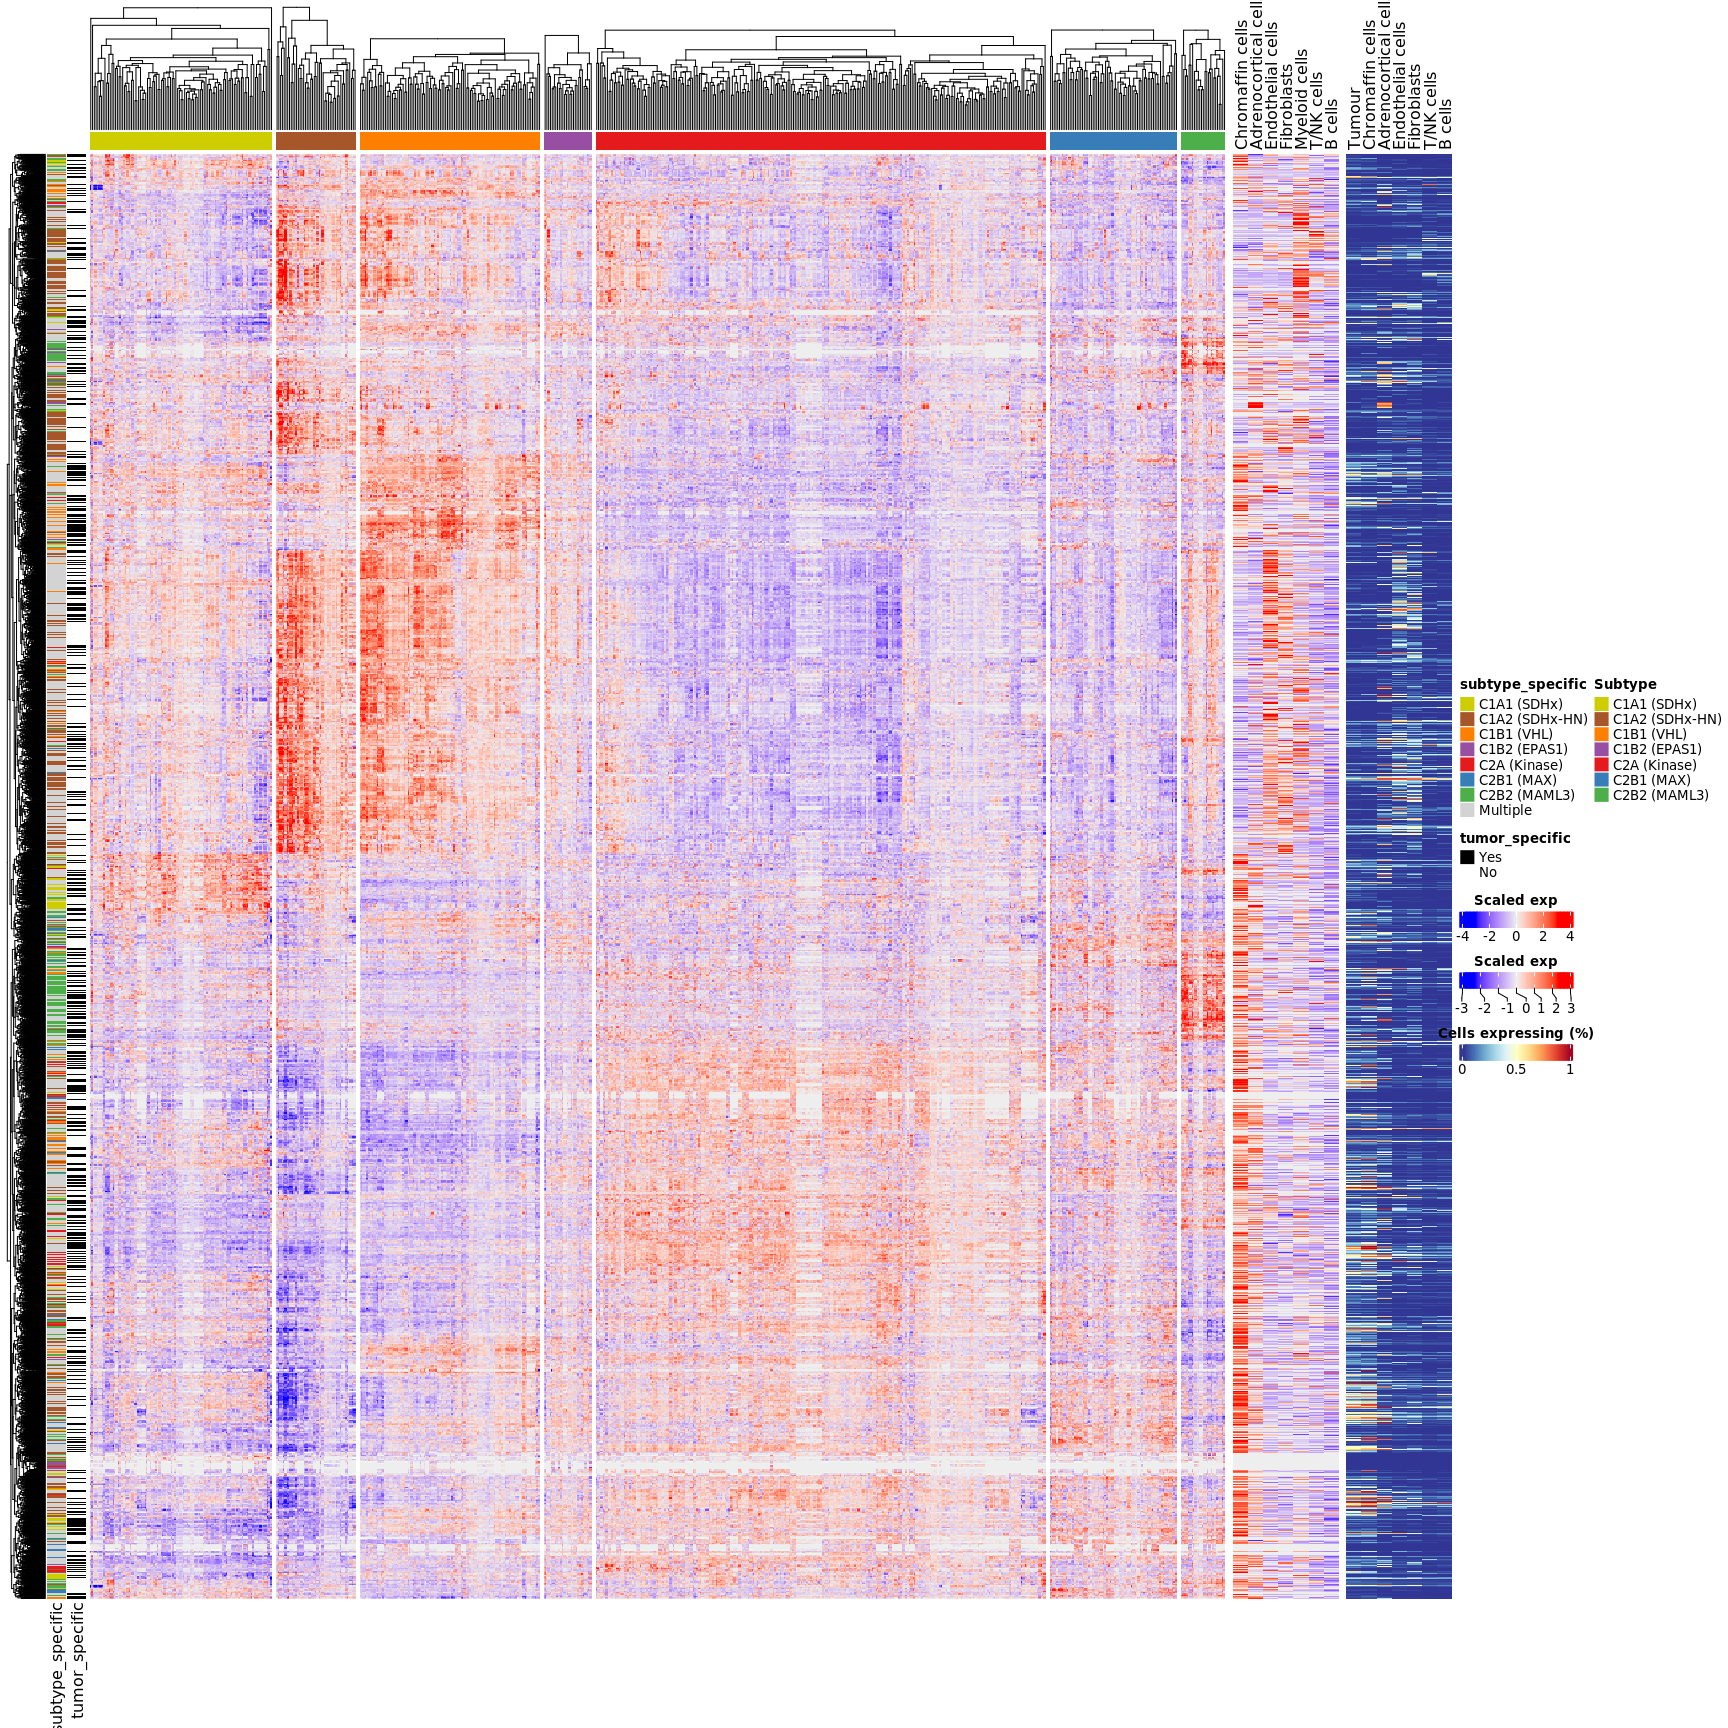 Chromaffin cells
Adrenocortical cell
Endothelial cells
Fibroblasts
Myeloid cells
T/NK cells
B cells
Tumour
Chromaffin cells
Adrenocortical cell
Endothelial cells
Fibroblasts
T/NK cells
B cells
subtype_specific
C1A1 (SDHx)
C1A2 (SDHx-HN)
C1B1 (VHL)
C1B2 (EPAS1)
C2A (Kinase)
C2B1 (MAX)
C2B2 (MAML3)
Multiple
Subtype
C1A1 (SDHx)
C1A2 (SDHx-HN)
C1B1 (VHL)
C1B2 (EPAS1)
C2A (Kinase)
C2B1 (MAX)
C2B2 (MAML3)
tumor_specific
Yes
No
Scaled exp
-4 -2 0 2 4
Scaled exp
-3 -2 -1 0 1 2 3
Cells expressing (%)
0 0.5 1
subtype_specific
tumor_specific